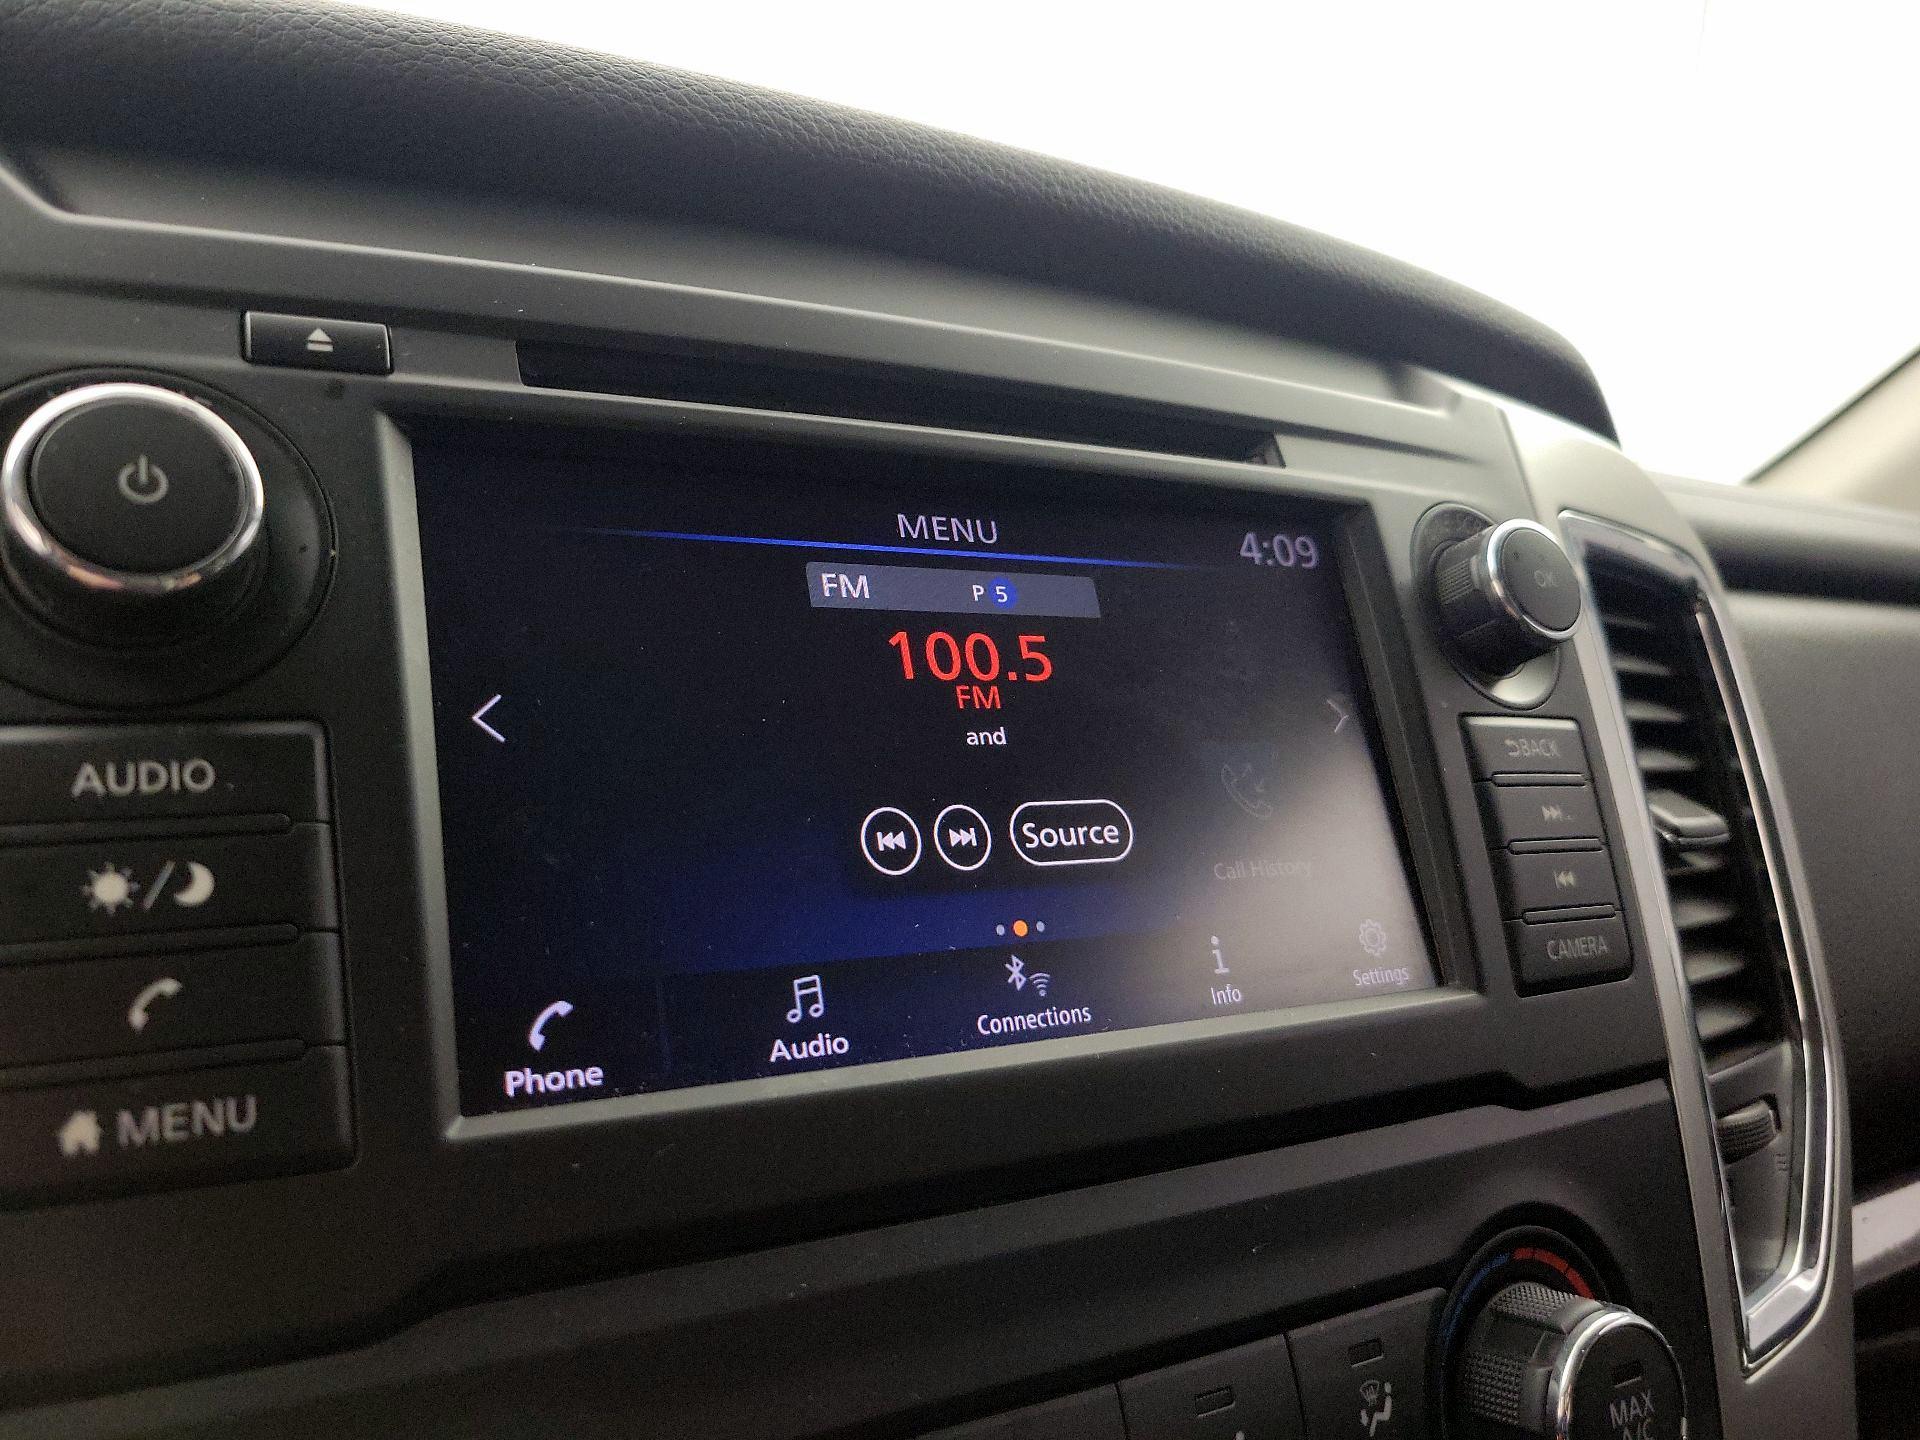 MENU
4:09
FM P 5
100.5
FM
and
Source
Call History
Phone
Audio
Connections
Info
Settings
AUDIO
MENU
OK
BACK
CAMERA
MAX
A/C